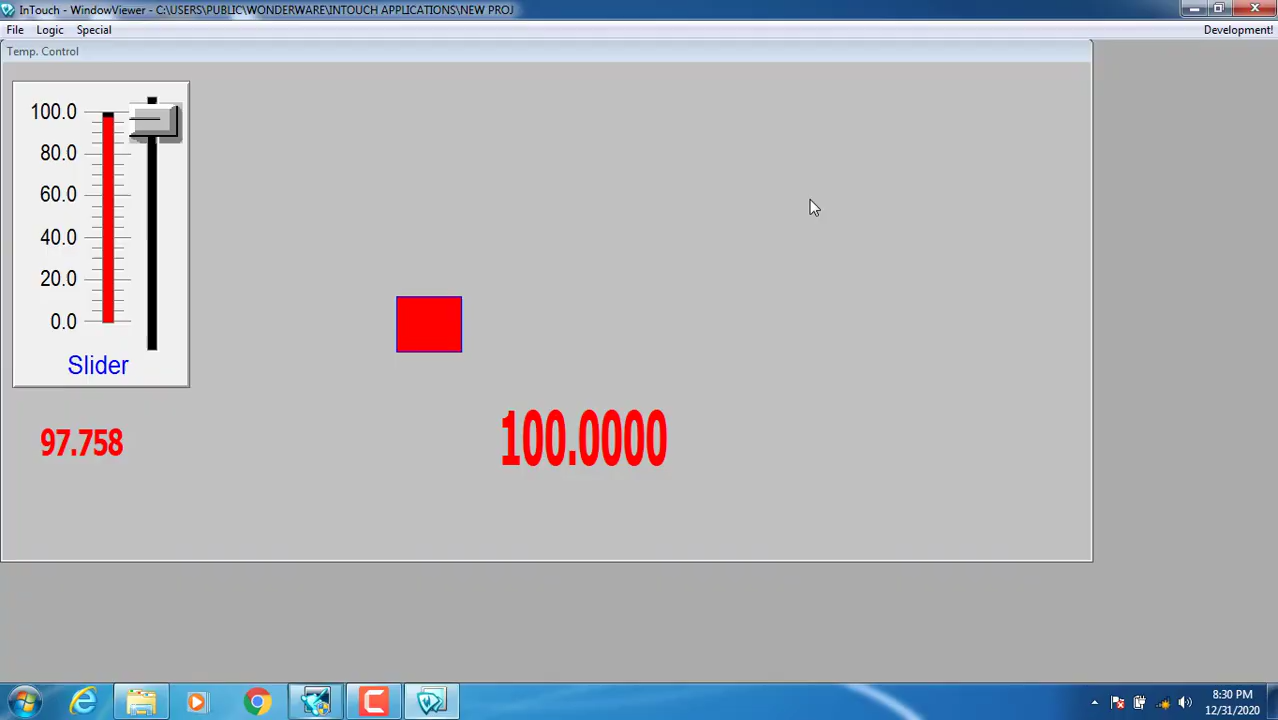 InTouch - WindowViewer - C:\USERS\PUBLIC\WONDERWARE\INTOUCH APPLICATIONS\NEW PROJ
File Logic Special Development!
Temp. Control
100.0
80.0
60.0
40.0
20.0
0.0
Slider
97.758
100.0000
8:30 PM
12/31/2020